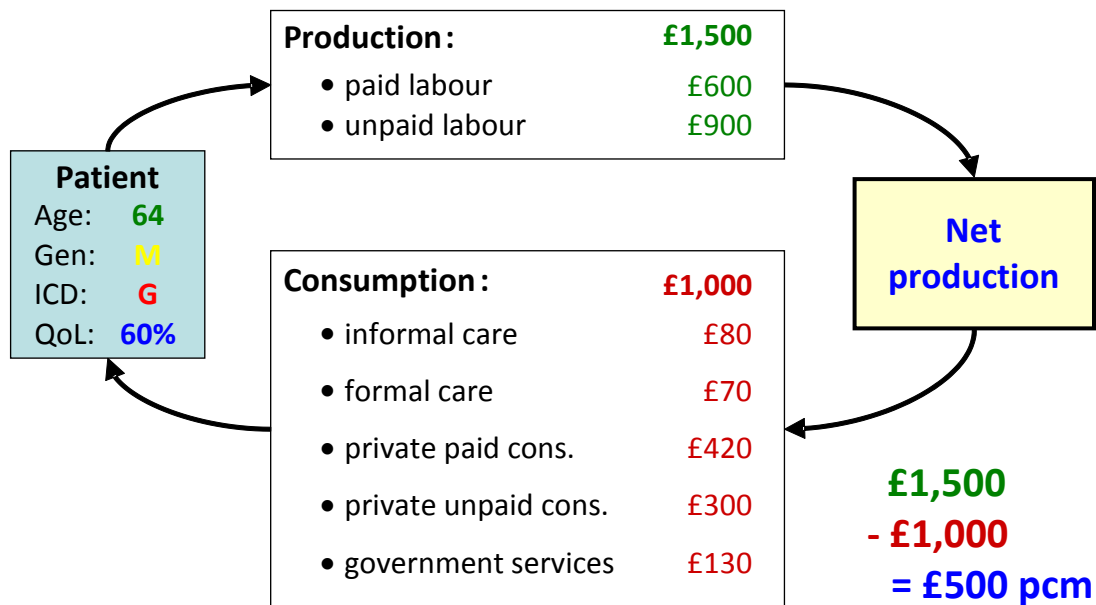 Production: £1,500
• paid labour £600
• unpaid labour £900
Patient
Age: 64
Gen: M
ICD: G
QoL: 60%
Net
production
Consumption: £1,000
• informal care £80
• formal care £70
• private paid cons. £420
• private unpaid cons. £300
• government services £130
£1,500
- £1,000
= £500 pcm